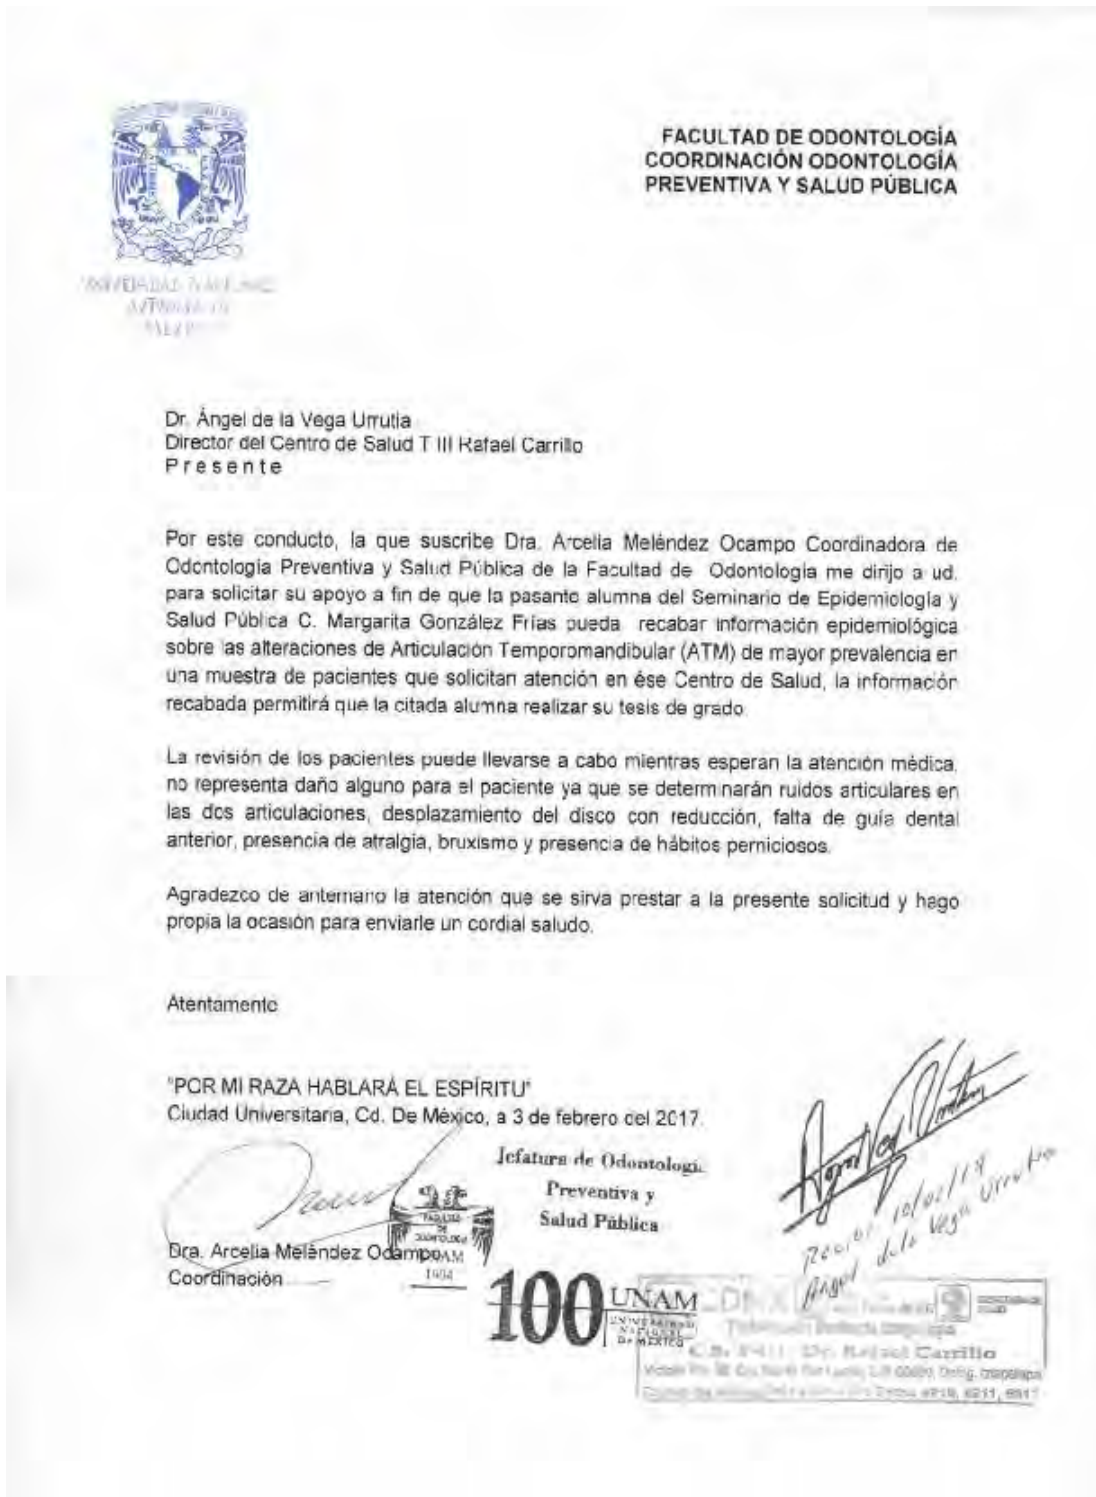 FACULTAD DE ODONTOLOGÍA
COORDINACIÓN ODONTOLOGÍA
PREVENTIVA Y SALUD PÚBLICA
Dr. Ángel de la Vega Urrutia
Director del Centro de Salud T III Rafael Carrillo
Presente
Por este conducto, la que suscribe Dra. Arcelia Meléndez Ocampo Coordinadora de
Odontología Preventiva y Salud Pública de la Facultad de Odontología me dirijo a ud.
para solicitar su apoyo a fin de que la pasante alumna del Seminario de Epidemiología y
Salud Pública C. Margarita González Frías pueda recabar información epidemiológica
sobre las alteraciones de Articulación Temporomandibular (ATM) de mayor prevalencia en
una muestra de pacientes que solicitan atención en ése Centro de Salud, la información
recabada permitirá que la citada alumna realizar su tesis de grado.
La revisión de los pacientes puede llevarse a cabo mientras esperan la atención médica,
no representa daño alguno para el paciente ya que se determinarán ruidos articulares en
las dos articulaciones, desplazamiento del disco con reducción, falta de guía dental
anterior, presencia de atralgia, bruxismo y presencia de hábitos perniciosos.
Agradezco de antemano la atención que se sirva prestar a la presente solicitud y hago
propia la ocasión para enviarle un cordial saludo.
Atentamente
"POR MI RAZA HABLARÁ EL ESPÍRITU"
Ciudad Universitaria, Cd. De México, a 3 de febrero del 2017.
Jefatura de Odontologí
Preventiva y
Salud Pública
FACULTAD
DE
ODONTOLOGIA
UNAM
1904
Dra. Arcelia Meléndez Ocampo
Coordinación
100 UNAM
UNIVERSIDAD
NACIONAL
DE MÉXICO
Angel de la Vega Urrutia
Dr. Rafael Carrillo